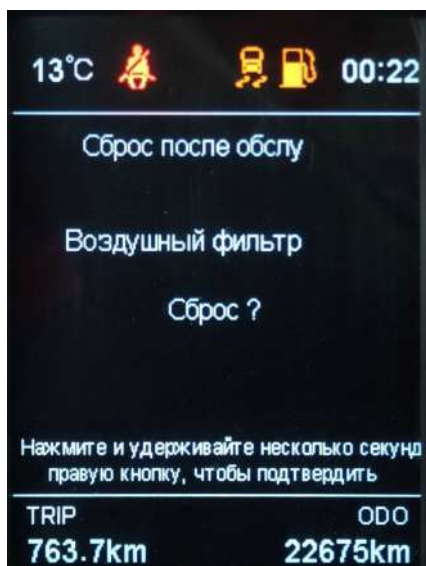 13°C 00:22
Сброс после обслу
Воздушный фильтр
Сброс ?
Нажмите и удерживайте несколько секунд
правую кнопку, чтобы подтвердить
TRIP ODO
763.7km 22675km